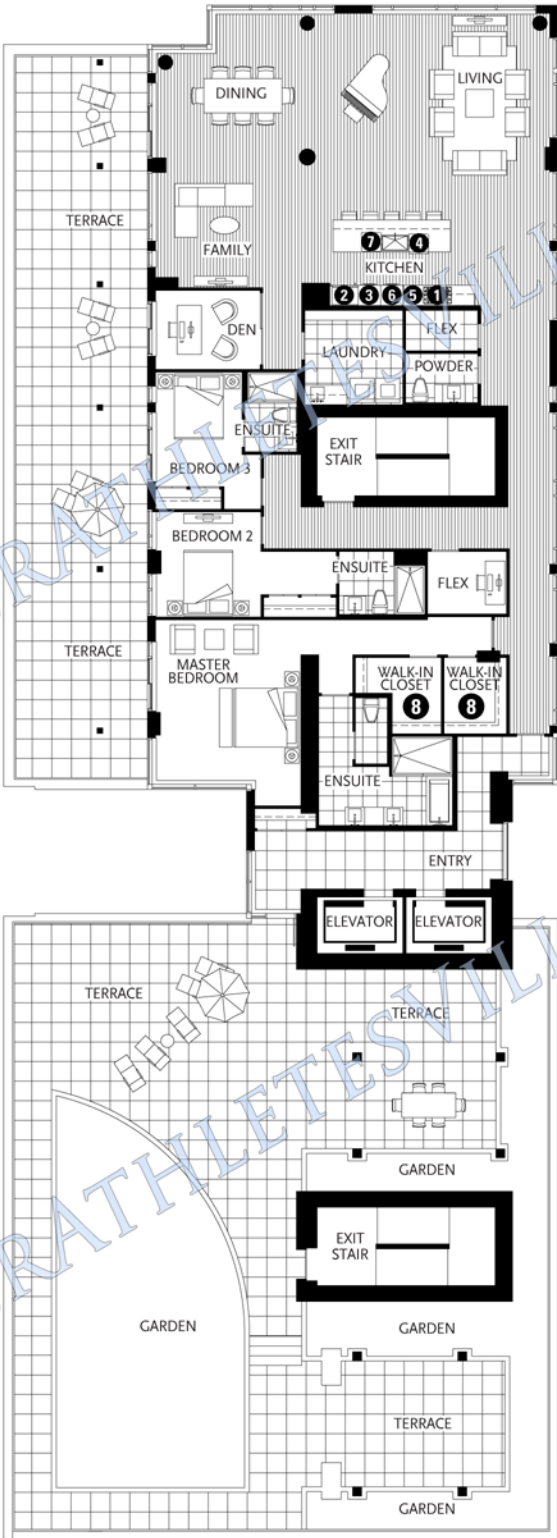 DINING
LIVING
TERRACE
FAMILY
7
4
KITCHEN
2
3
6
5
1
DEN
FLEX
LAUNDRY
POWDER
ENSUITE
EXIT
STAIR
BEDROOM 3
BEDROOM 2
ENSUITE
FLEX
TERRACE
MASTER
BEDROOM
WALK-IN
CLOSET
8
WALK-IN
CLOSET
8
ENSUITE
ENTRY
ELEVATOR
ELEVATOR
TERRACE
TERRACE
GARDEN
EXIT
STAIR
GARDEN
GARDEN
TERRACE
GARDEN
RATHLETESVIL
RATHLETESVIL